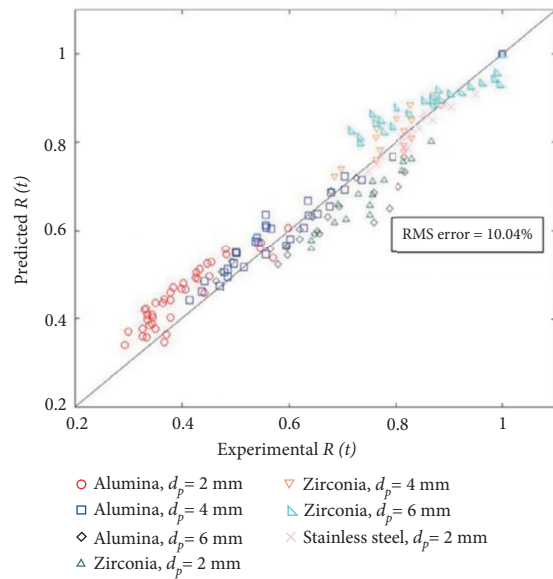 1
0.8
0.6
0.4
0.2
Predicted R (t)
RMS error = 10.04%
0.2
0.4
0.6
0.8
1
Experimental R (t)
Alumina, dp= 2 mm
Alumina, dp= 4 mm
Alumina, dp= 6 mm
Zirconia, dp= 2 mm
Zirconia, dp= 4 mm
Zirconia, dp= 6 mm
Stainless steel, dp= 2 mm